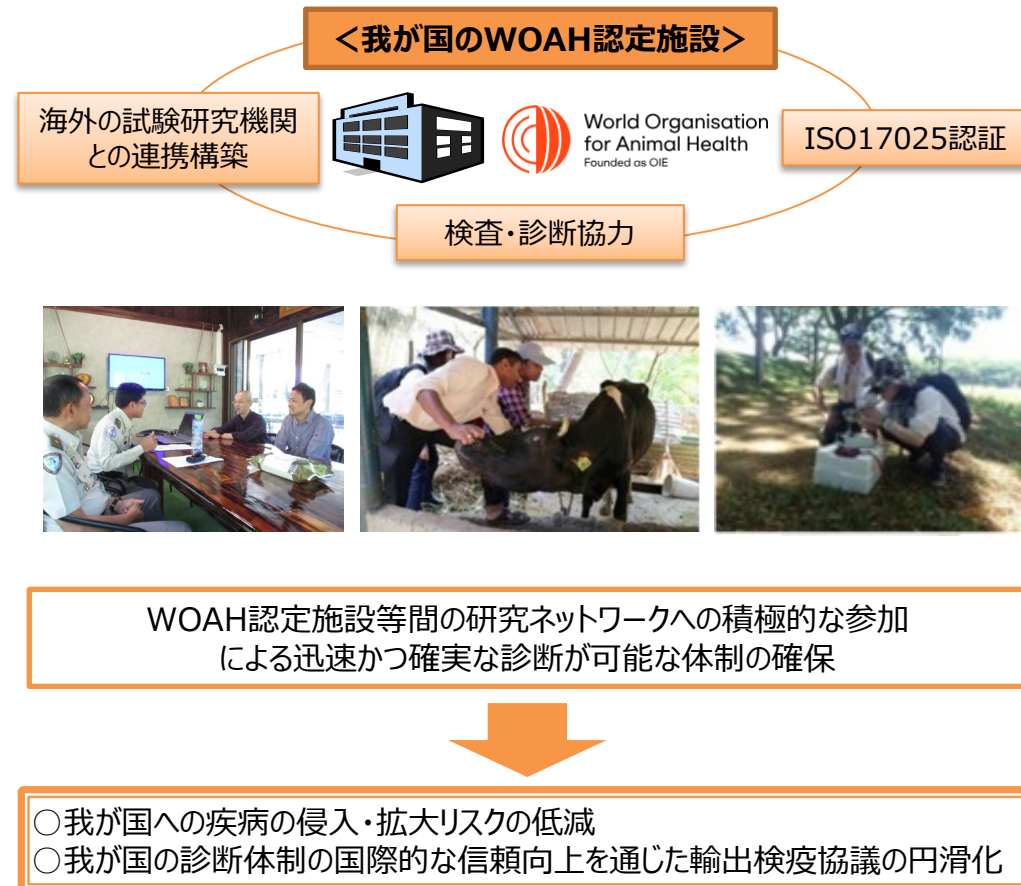 ＜我が国のWOAH認定施設＞
海外の試験研究機関
との連携構築
World Organisation
for Animal Health
Founded as OIE
ISO17025認証
検査・診断協力
WOAH認定施設等間の研究ネットワークへの積極的な参加
による迅速かつ確実な診断が可能な体制の確保
○我が国への疾病の侵入・拡大リスクの低減
○我が国の診断体制の国際的な信頼向上を通じた輸出検疫協議の円滑化